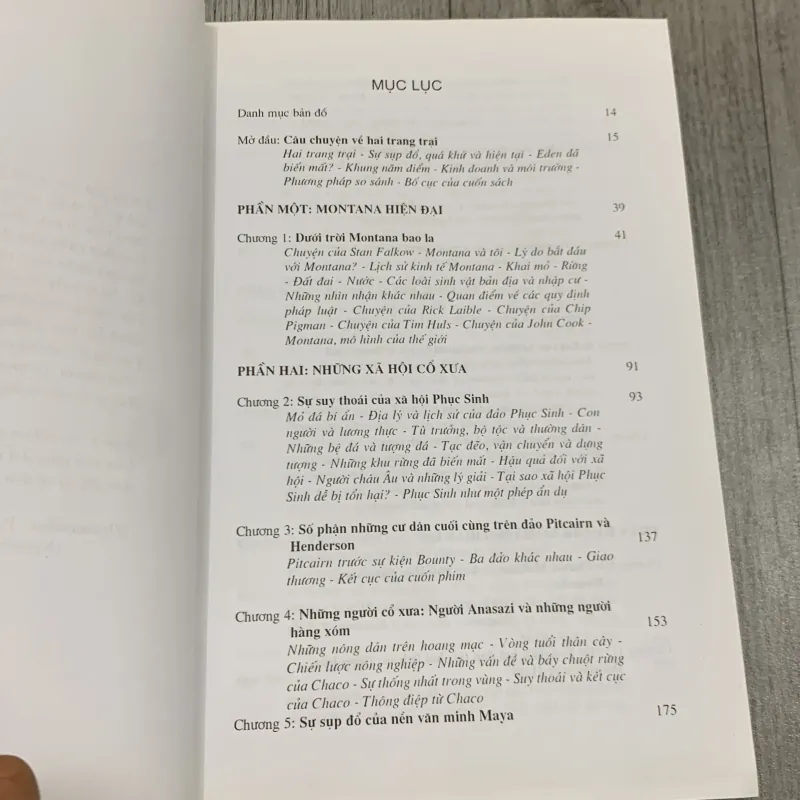 MỤC LỤC
Danh mục bản đồ 14
Mở đầu: Câu chuyện về hai trang trại 15
Hai trang trại - Sự sụp đổ, quá khứ và hiện tại - Eden đã
biến mất? - Khung năm điểm - Kinh doanh và môi trường -
Phương pháp so sánh - Bố cục của cuốn sách
PHẦN MỘT: MONTANA HIỆN ĐẠI 39
Chương 1: Dưới trời Montana bao la 41
Chuyện của Stan Falkow - Montana và tôi - Lý do bắt đầu
với Montana? - Lịch sử kinh tế Montana - Khai mỏ - Rừng
- Đất đai - Nước - Các loài sinh vật bản địa và nhập cư -
Những nhìn nhận khác nhau - Quan điểm về các quy định
pháp luật - Chuyện của Rick Laible - Chuyện của Chip
Pigman - Chuyện của Tim Huls - Chuyện của John Cook -
Montana, mô hình của thế giới
PHẦN HAI: NHỮNG XÃ HỘI CỔ XƯA 91
Chương 2: Sự suy thoái của xã hội Phục Sinh 93
Mỏ đá bí ẩn - Địa lý và lịch sử của đảo Phục Sinh - Con
người và lương thực - Tù trưởng, bộ tộc và thường dân -
Những bệ đá và tượng đá - Tạc đẽo, vận chuyển và dựng
tượng - Những khu rừng đã biến mất - Hậu quả đối với xã
hội - Người châu Âu và những lý giải - Tại sao xã hội Phục
Sinh dễ bị tổn hại? - Phục Sinh như một phép ẩn dụ
Chương 3: Số phận những cư dân cuối cùng trên đảo Pitcairn và
Henderson 137
Pitcairn trước sự kiện Bounty - Ba đảo khác nhau - Giao
thương - Kết cục của cuốn phim
Chương 4: Những người cổ xưa: Người Anasazi và những người
hàng xóm 153
Những nông dân trên hoang mạc - Vòng tuổi thân cây -
Chiến lược nông nghiệp - Những vấn đề và bầy chuột rừng
của Chaco - Sự thống nhất trong vùng - Suy thoái và kết cục
của Chaco - Thông điệp từ Chaco
Chương 5: Sự sụp đổ của nền văn minh Maya 175